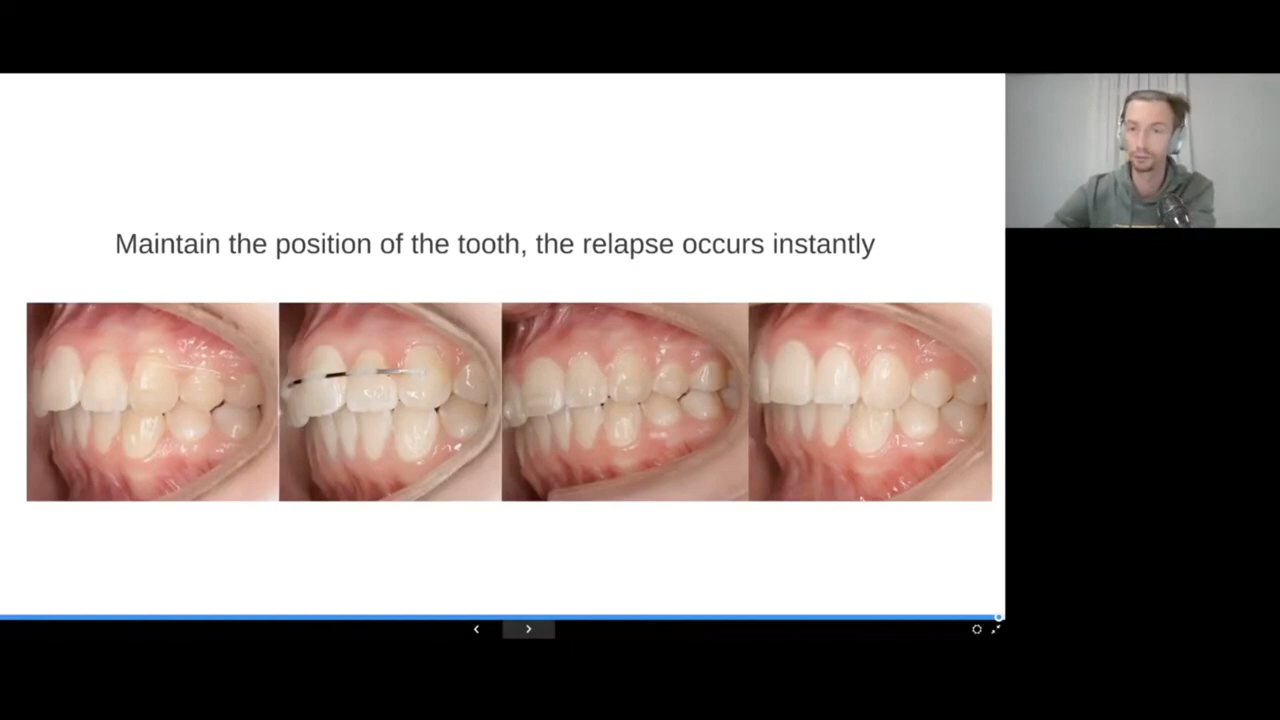 Maintain the position of the tooth, the relapse occurs instantly